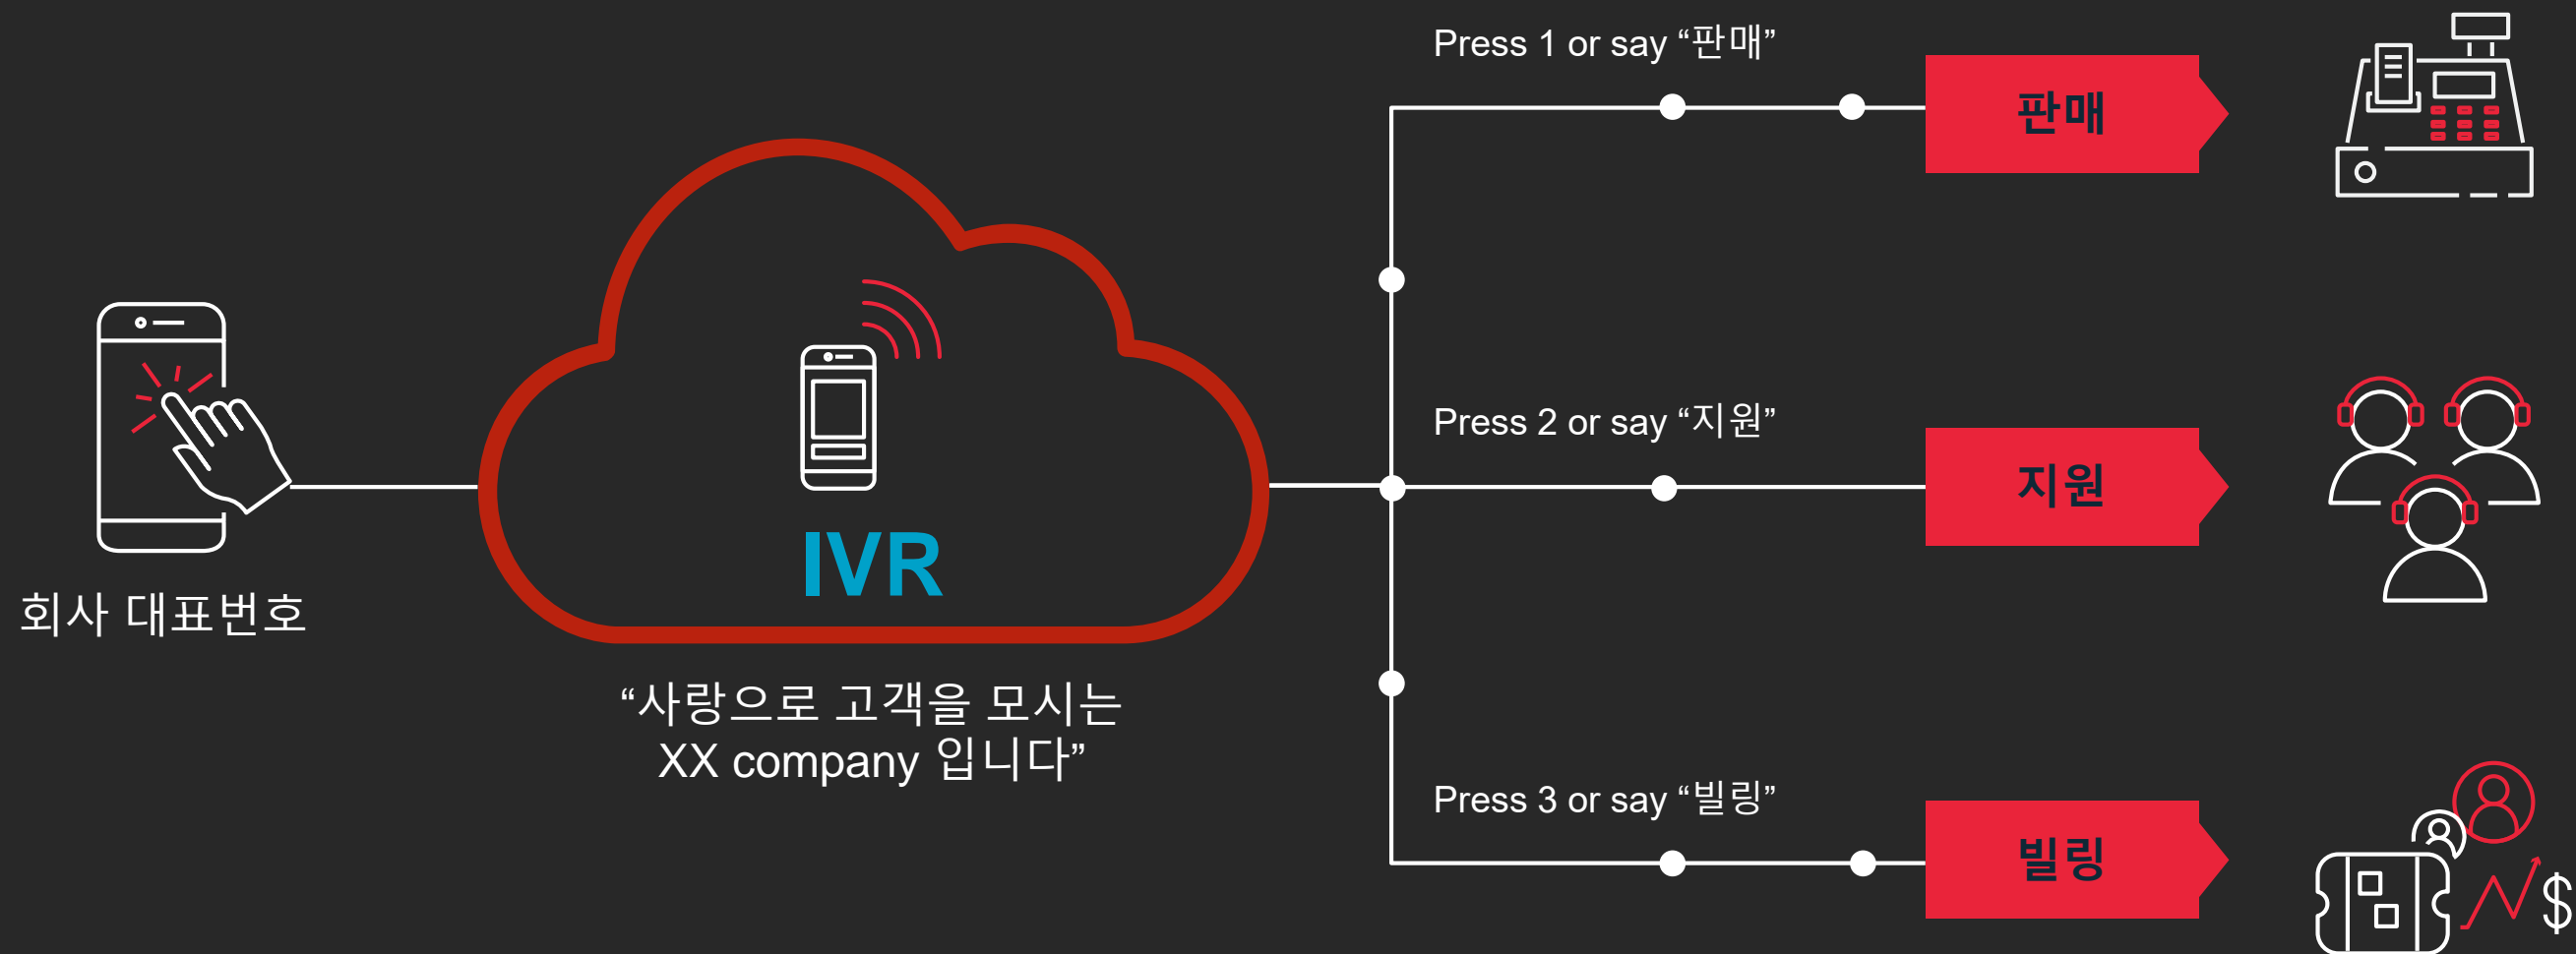 회사 대표번호
IVR
“사랑으로 고객을 모시는
XX company 입니다”
Press 1 or say “판매”
판매
Press 2 or say “지원”
지원
Press 3 or say “빌링”
빌링
$